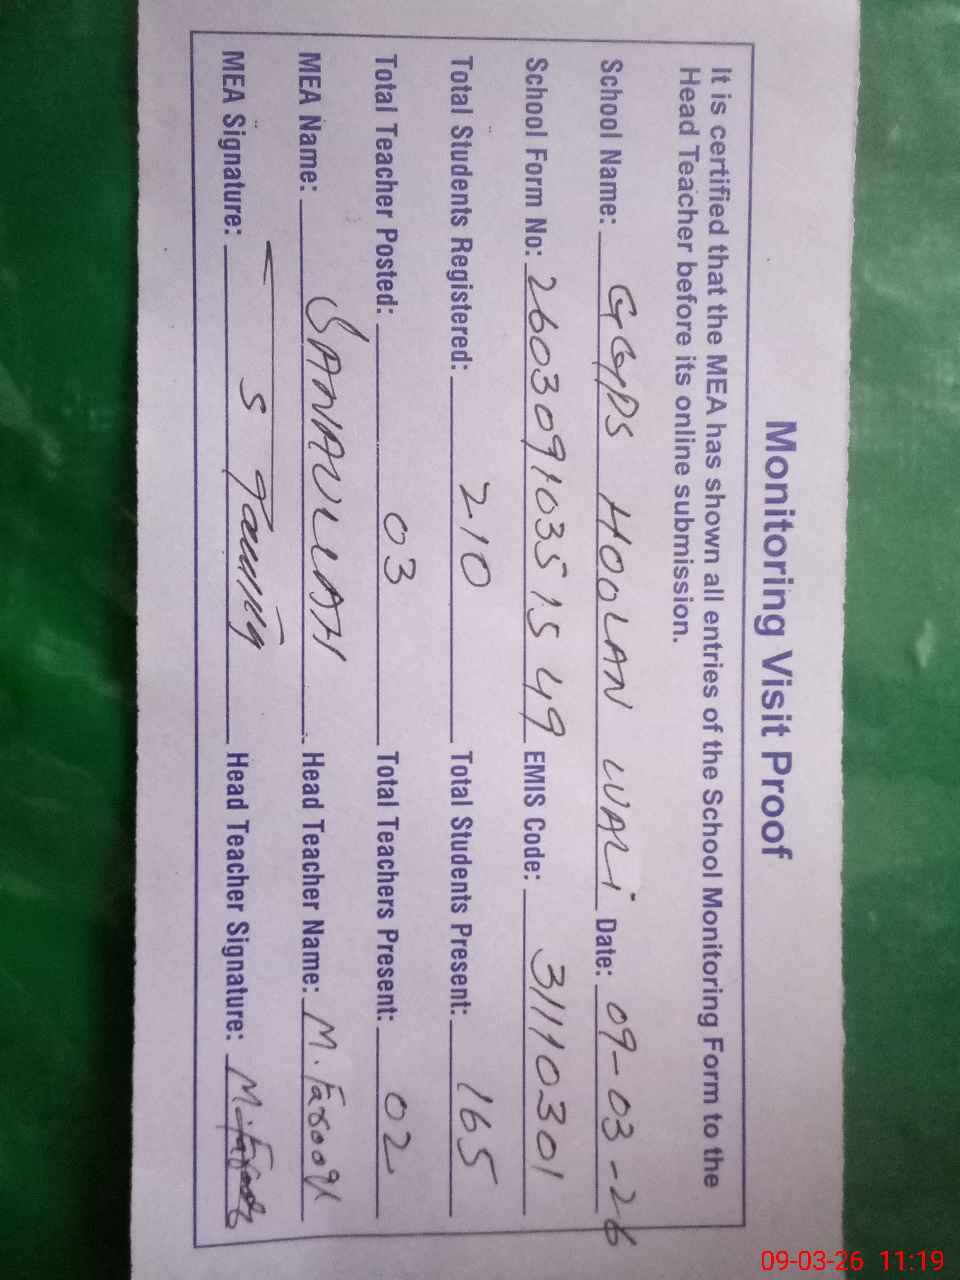 Monitoring Visit Proof
It is certified that the MEA has shown all entries of the School Monitoring Form to the
Head Teacher before its online submission.
School Name: GGPS HOOLAN WALI Date: 09-03-26
School Form No: 26030910351549 EMIS Code: 31110301
Total Students Registered: 210 Total Students Present: 165
Total Teacher Posted: 03 Total Teachers Present: 02
MEA Name: SANAULLAH Head Teacher Name: M. Farooq
MEA Signature: Head Teacher Signature: M. Farooq
09-03-26 11:19